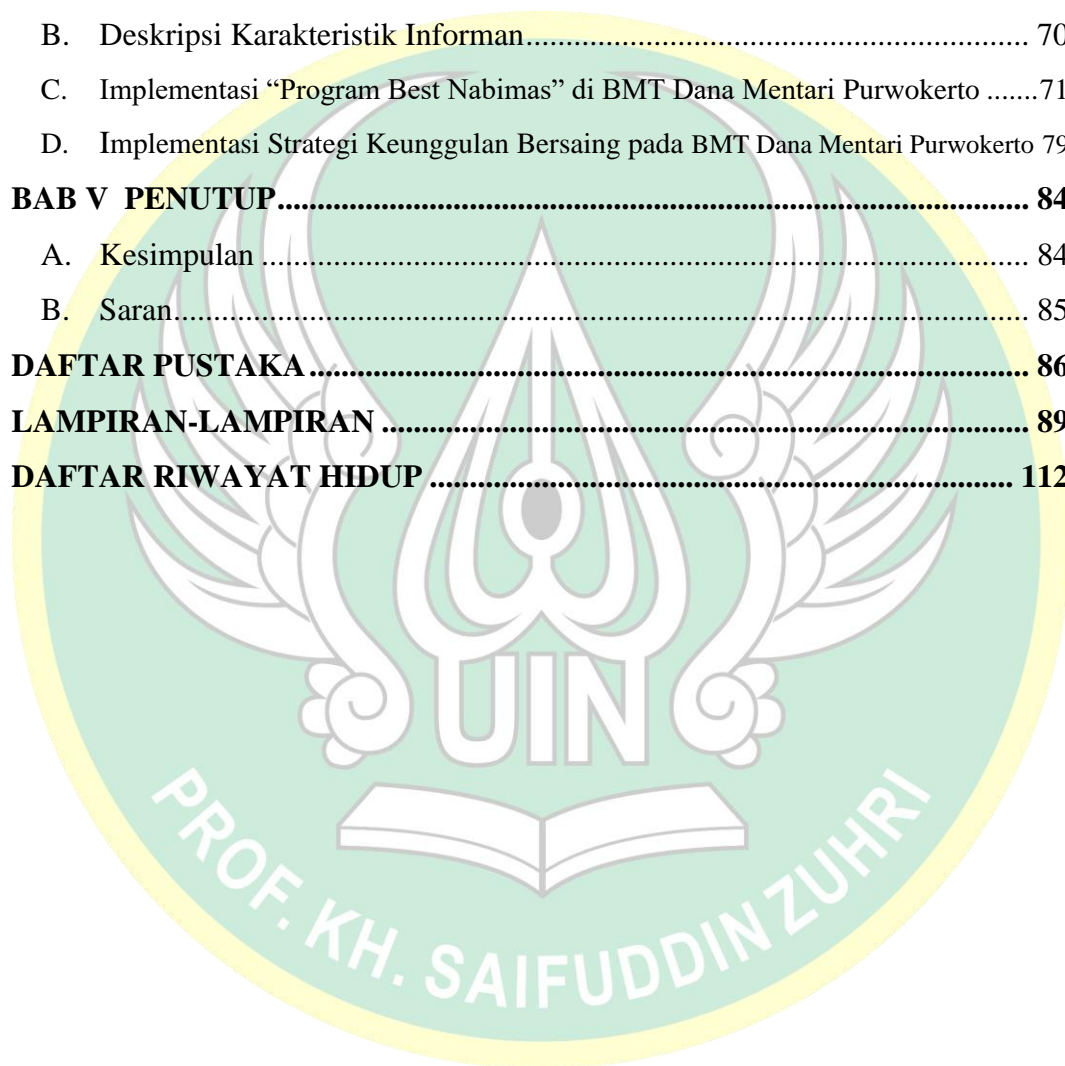 B. Deskripsi Karakteristik Informan.......................................................................... 70
C. Implementasi “Program Best Nabimas” di BMT Dana Mentari Purwokerto .......71
D. Implementasi Strategi Keunggulan Bersaing pada BMT Dana Mentari Purwokerto 79
BAB V PENUTUP........................................................................................................... 84
A. Kesimpulan ............................................................................................................. 84
B. Saran......................................................................................................................... 85
DAFTAR PUSTAKA ...................................................................................................... 86
LAMPIRAN-LAMPIRAN ............................................................................................. 89
DAFTAR RIWAYAT HIDUP ..................................................................................... 112
UIN
PROF. KH. SAIFUDDIN ZUHRI